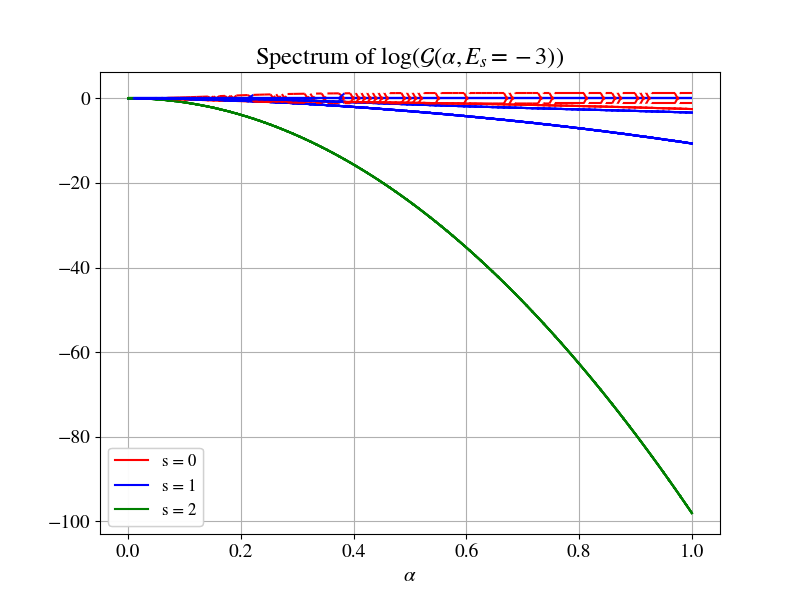 Spectrum of log(𝒢(α, E_s = −3))
0
−20
−40
−60
−80
−100
s = 0
s = 1
s = 2
0.0 0.2 0.4 0.6 0.8 1.0
α